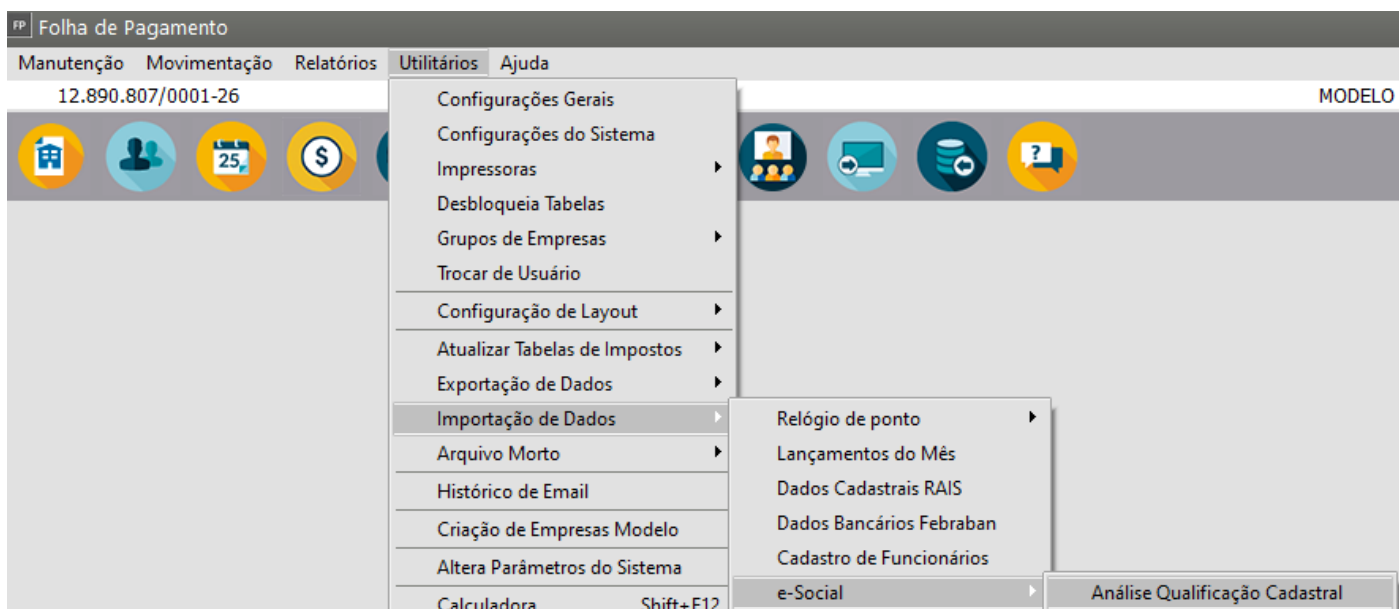 FP Folha de Pagamento
Manutenção Movimentação Relatórios Utilitários Ajuda
12.890.807/0001-26 MODELO
25
$
?
Configurações Gerais
Configurações do Sistema
Impressoras
Desbloqueia Tabelas
Grupos de Empresas
Trocar de Usuário
Configuração de Layout
Atualizar Tabelas de Impostos
Exportação de Dados
Importação de Dados
Arquivo Morto
Histórico de Email
Criação de Empresas Modelo
Altera Parâmetros do Sistema
Calculadora Shift+F12
Relógio de ponto
Lançamentos do Mês
Dados Cadastrais RAIS
Dados Bancários Febraban
Cadastro de Funcionários
e-Social
Análise Qualificação Cadastral